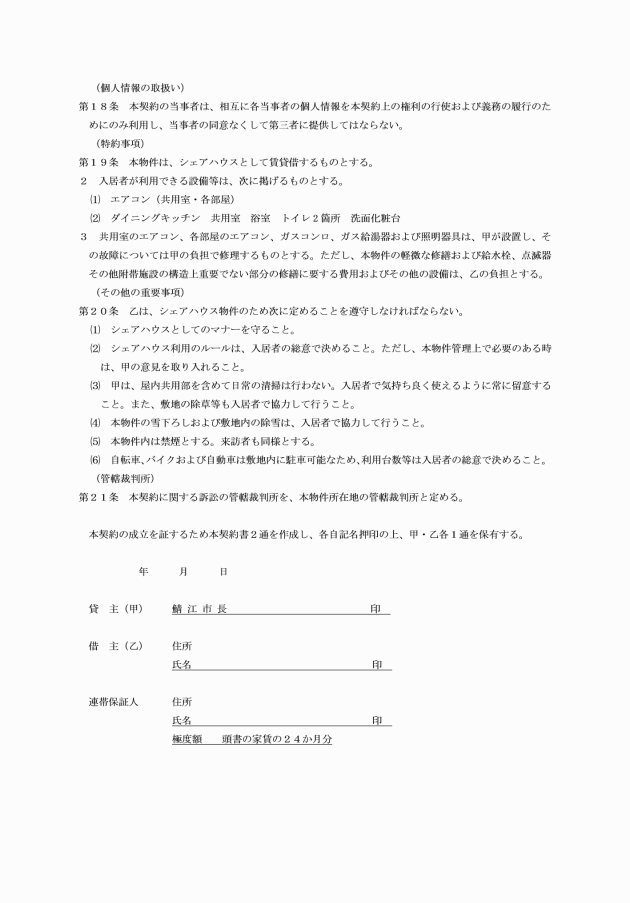 （個人情報の取扱い）
第１８条　本契約の当事者は、相互に各当事者の個人情報を本契約上の権利の行使および義務の履行のた
めにのみ利用し、当事者の同意なくして第三者に提供してはならない。
（特約事項）
第１９条　本物件は、シェアハウスとして賃貸借するものとする。
２　入居者が利用できる設備等は、次に掲げるものとする。
⑴　エアコン（共用室・各部屋）
⑵　ダイニングキッチン　共用室　浴室　トイレ２箇所　洗面化粧台
３　共用室のエアコン、各部屋のエアコン、ガスコンロ、ガス給湯器および照明器具は、甲が設置し、そ
の故障については甲の負担で修理するものとする。ただし、本物件の軽微な修繕および給水栓、点滅器
その他附帯施設の構造上重要でない部分の修繕に要する費用およびその他の設備は、乙の負担とする。
（その他の重要事項）
第２０条　乙は、シェアハウス物件のため次に定めることを遵守しなければならない。
⑴　シェアハウスとしてのマナーを守ること。
⑵　シェアハウス利用のルールは、入居者の総意で決めること。ただし、本物件管理上で必要のある時
は、甲の意見を取り入れること。
⑶　甲は、屋内共用部を含めて日常の清掃は行わない。入居者で気持ち良く使えるように常に留意する
こと。また、敷地の除草等も入居者で協力して行うこと。
⑷　本物件の雪下ろしおよび敷地内の除雪は、入居者で協力して行うこと。
⑸　本物件内は禁煙とする。来訪者も同様とする。
⑹　自転車、バイクおよび自動車は敷地内に駐車可能なため、利用台数等は入居者の総意で決めること。
（管轄裁判所）
第２１条　本契約に関する訴訟の管轄裁判所を、本物件所在地の管轄裁判所と定める。
本契約の成立を証するため本契約書２通を作成し、各自記名押印の上、甲・乙各１通を保有する。
年　　　月　　　日
貸　主（甲）　　鯖 江 市 長　　　　　　印
借　主（乙）　　住所
氏名　　　　　　印
連帯保証人　　住所
氏名　　　　　　印
極度額　　頭書の家賃の２４か月分